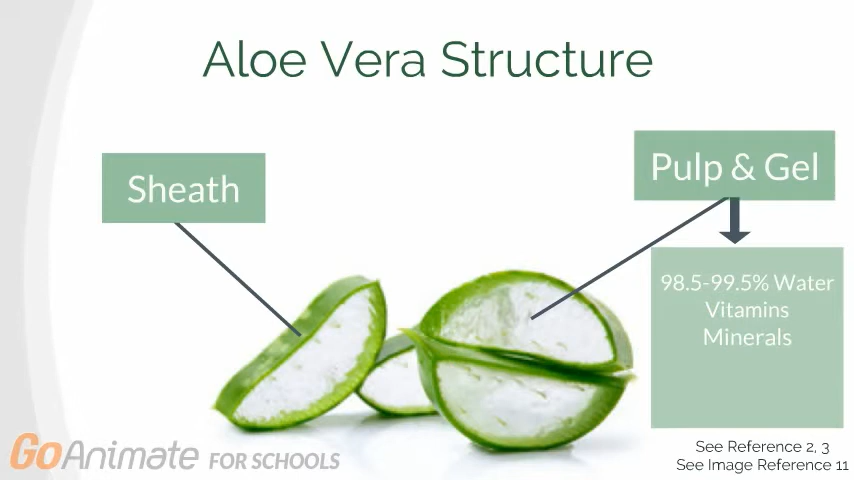 Aloe Vera Structure
Sheath
Pulp & Gel
98.5-99.5% Water
Vitamins
Minerals
See Reference 2, 3
See Image Reference 11
GoAnimate FOR SCHOOLS